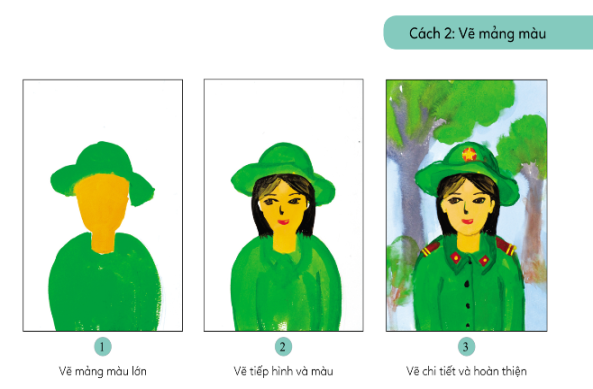 Cách 2: Vẽ mảng màu
1
2
3
Vẽ mảng màu lớn
Vẽ tiếp hình và màu
Vẽ chi tiết và hoàn thiện